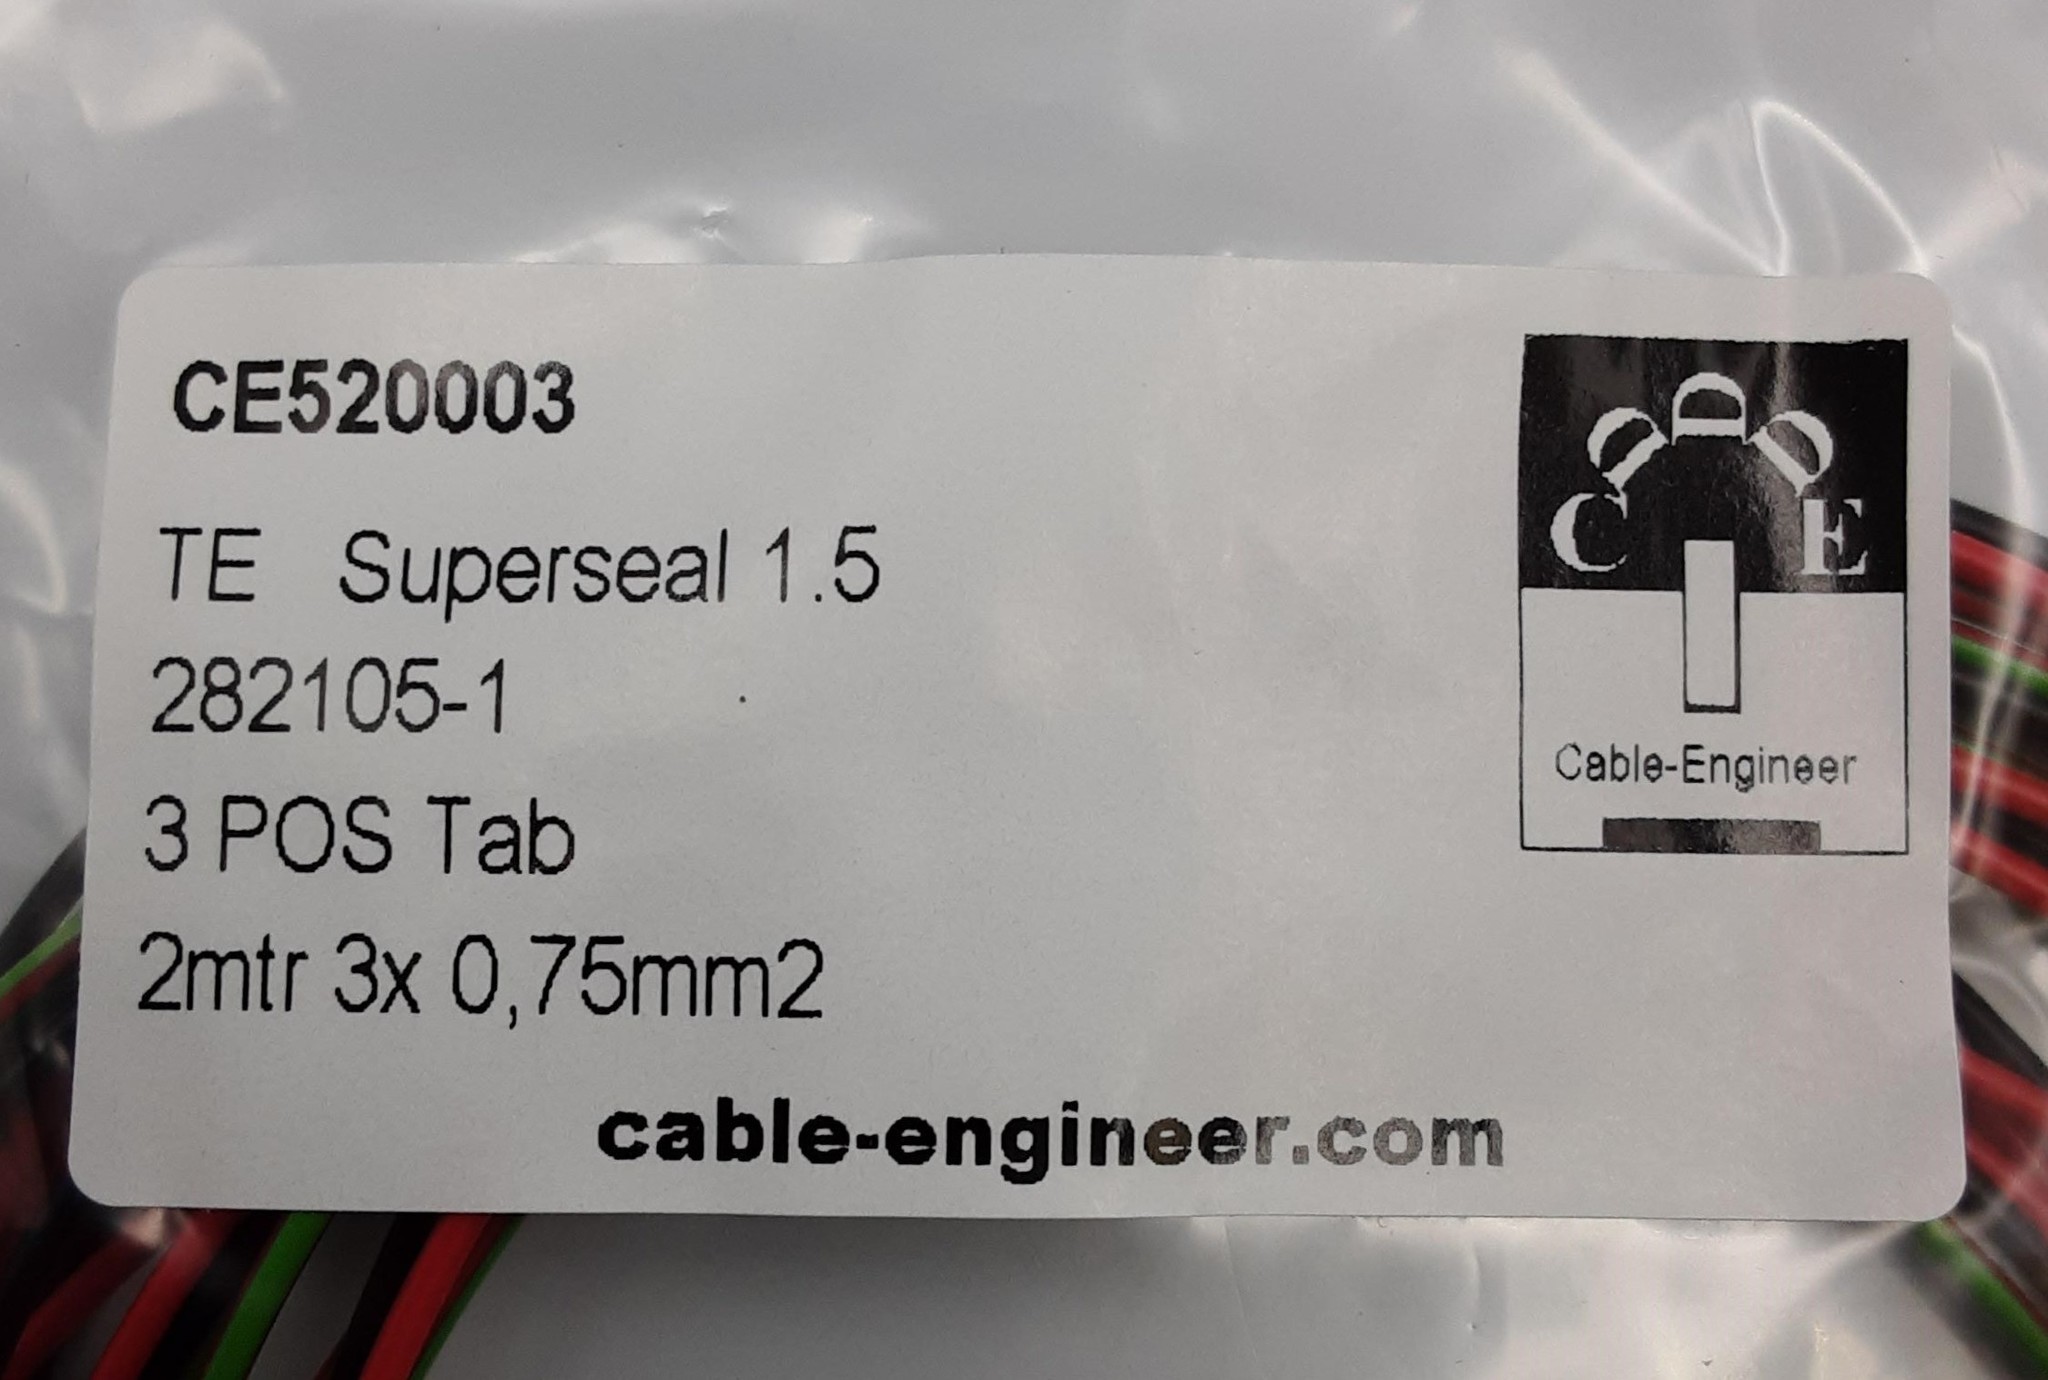 CE520003
TE Superseal 1.5
282105-1
3 POS Tab
2mtr 3x 0,75mm2
cable-engineer.com
C E
Cable-Engineer